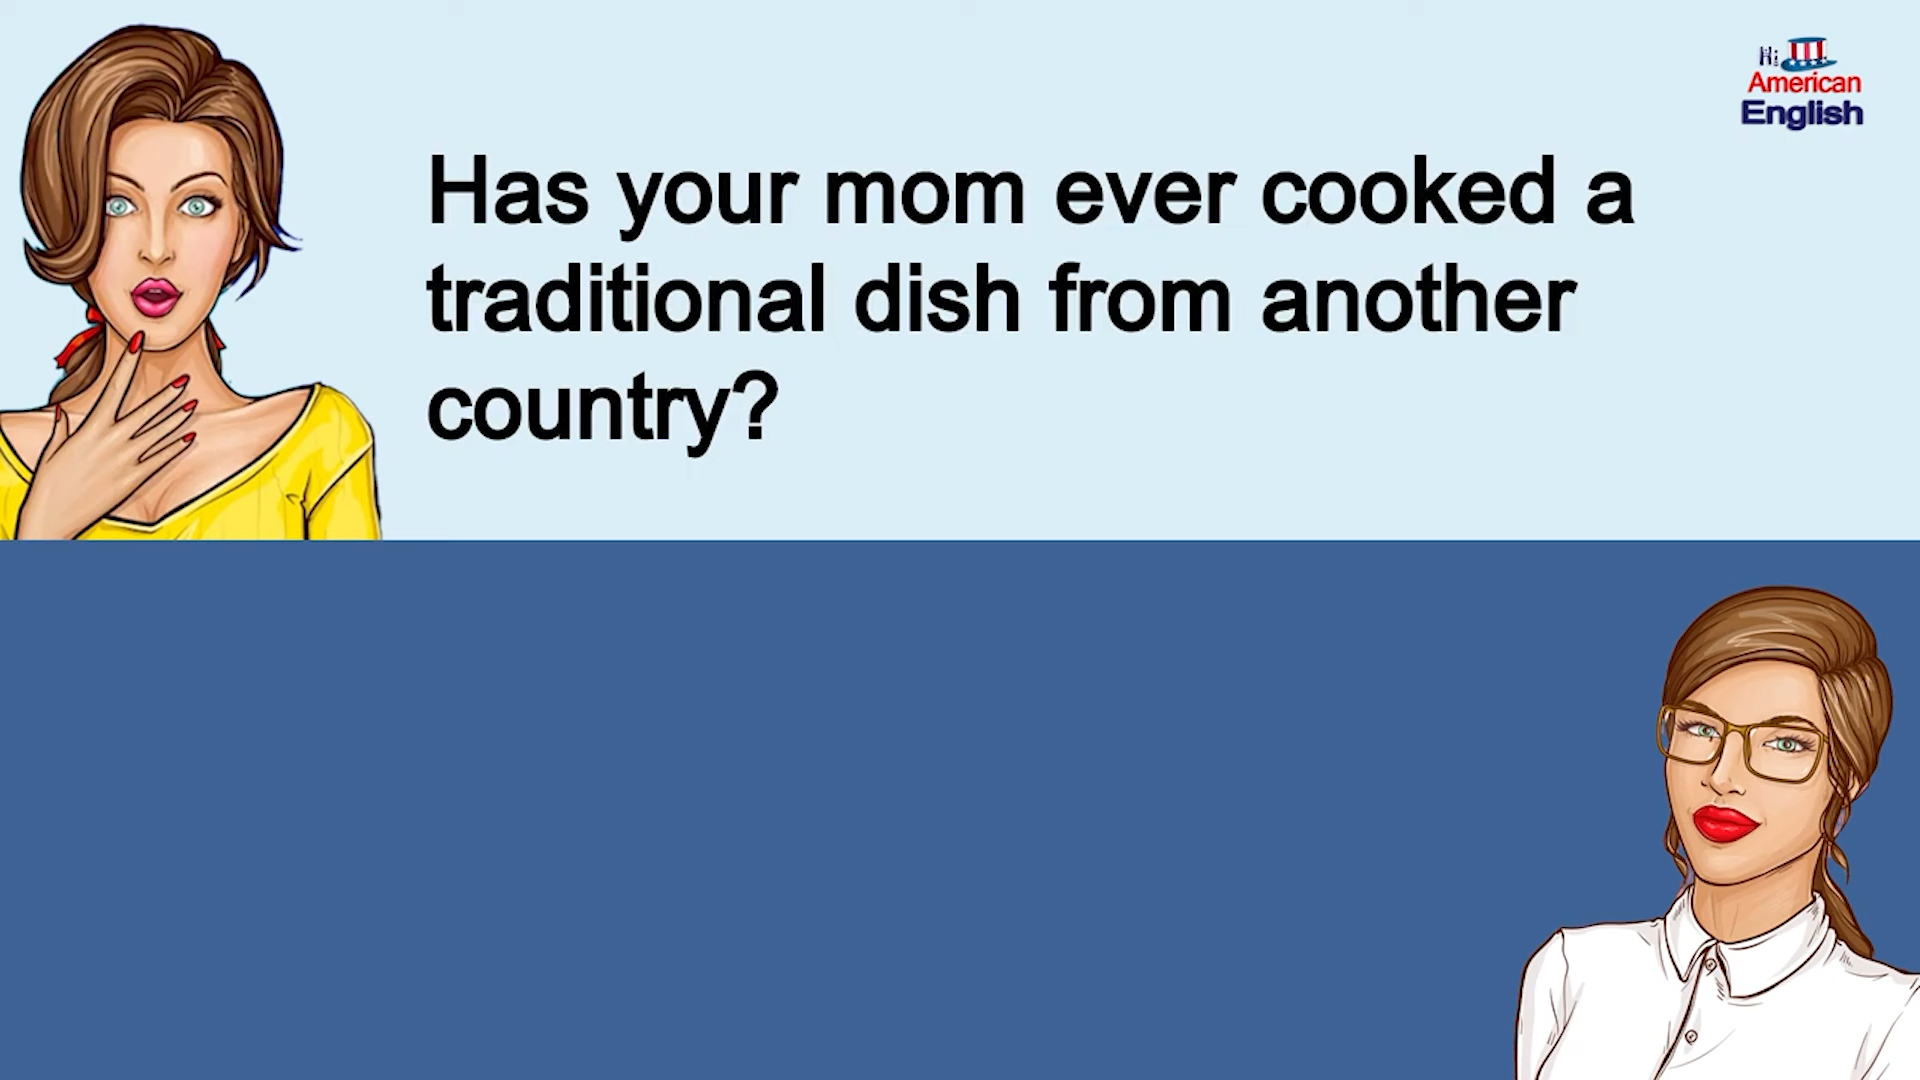 Hi
American
English
Has your mom ever cooked a
traditional dish from another
country?